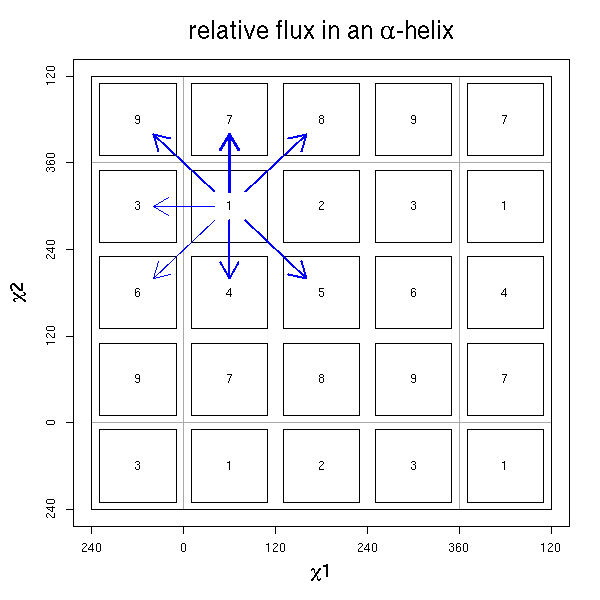 relative flux in an α-helix
120
9 7 8 9 7
360
3 1 2 3 1
240
6 4 5 6 4
χ2
120
9 7 8 9 7
0
3 1 2 3 1
240
240 0 120 240 360 120
χ1